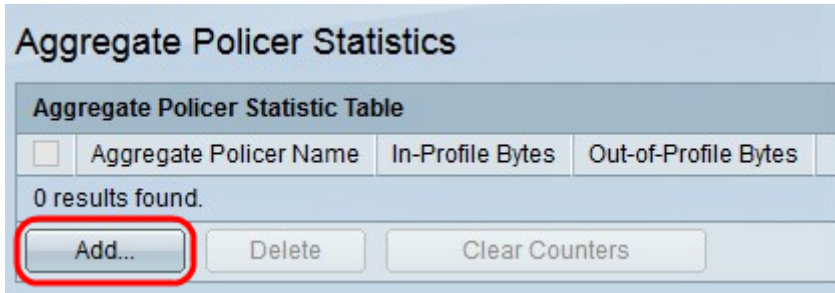 Aggregate Policer Statistics
Aggregate Policer Statistic Table
Aggregate Policer Name In-Profile Bytes Out-of-Profile Bytes
0 results found.
Add... Delete Clear Counters